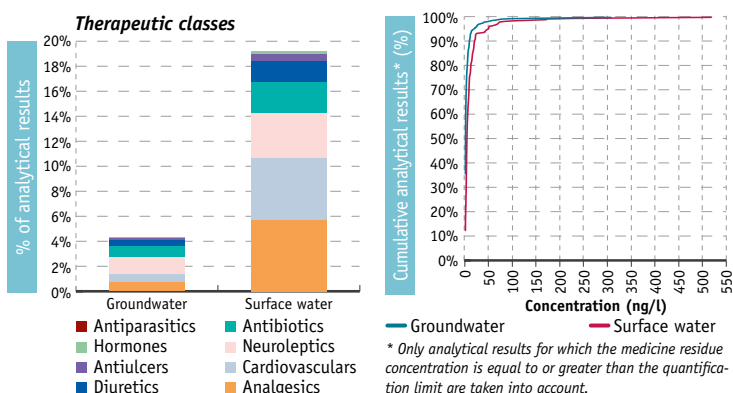 Therapeutic classes
% of analytical results
20%
18%
16%
14%
12%
10%
8%
6%
4%
2%
0%
Groundwater Surface water
Antiparasitics Antibiotics
Hormones Neuroleptics
Antiulcers Cardiovasculars
Diuretics Analgesics
Cumulative analytical results* (%)
100%
90%
80%
70%
60%
50%
40%
30%
20%
10%
0%
0 50 100 150 200 250 300 350 400 450 500 550
Concentration (ng/l)
Groundwater Surface water
* Only analytical results for which the medicine residue
concentration is equal to or greater than the quantifica-
tion limit are taken into account.